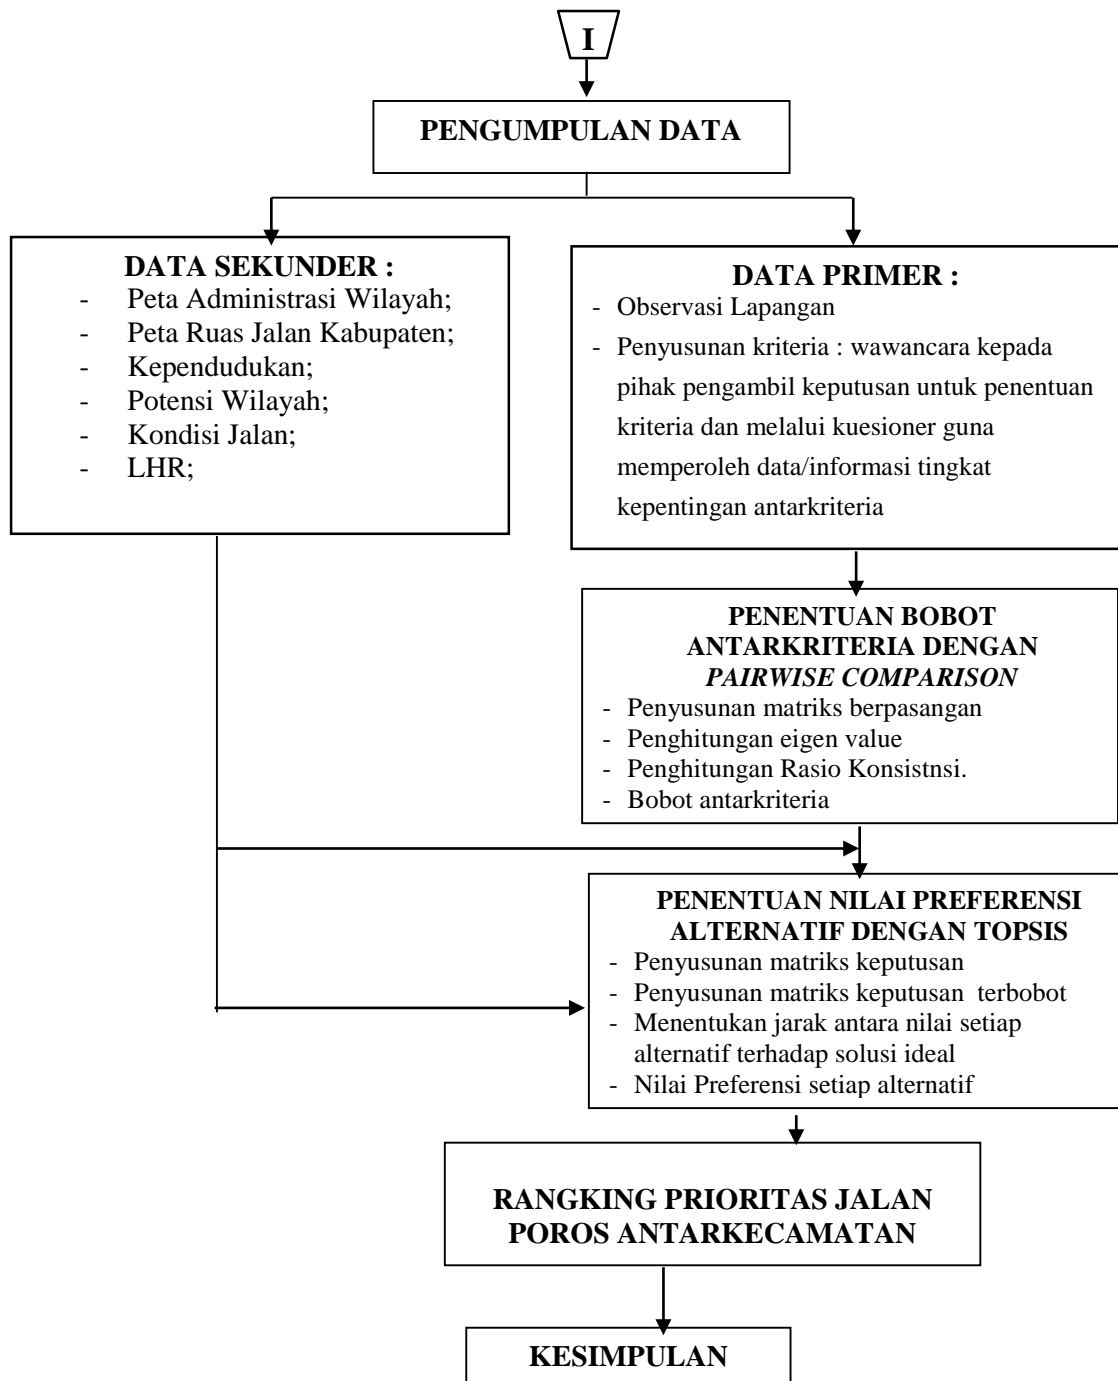 I
PENGUMPULAN DATA
DATA SEKUNDER :
- Peta Administrasi Wilayah;
- Peta Ruas Jalan Kabupaten;
- Kependudukan;
- Potensi Wilayah;
- Kondisi Jalan;
- LHR;
DATA PRIMER :
- Observasi Lapangan
- Penyusunan kriteria : wawancara kepada
pihak pengambil keputusan untuk penentuan
kriteria dan melalui kuesioner guna
memperoleh data/informasi tingkat
kepentingan antarkriteria
PENENTUAN BOBOT
ANTARKRITERIA DENGAN
PAIRWISE COMPARISON
- Penyusunan matriks berpasangan
- Penghitungan eigen value
- Penghitungan Rasio Konsistnsi.
- Bobot antarkriteria
PENENTUAN NILAI PREFERENSI
ALTERNATIF DENGAN TOPSIS
- Penyusunan matriks keputusan
- Penyusunan matriks keputusan terbobot
- Menentukan jarak antara nilai setiap
alternatif terhadap solusi ideal
- Nilai Preferensi setiap alternatif
RANGKING PRIORITAS JALAN
POROS ANTARKECAMATAN
KESIMPULAN